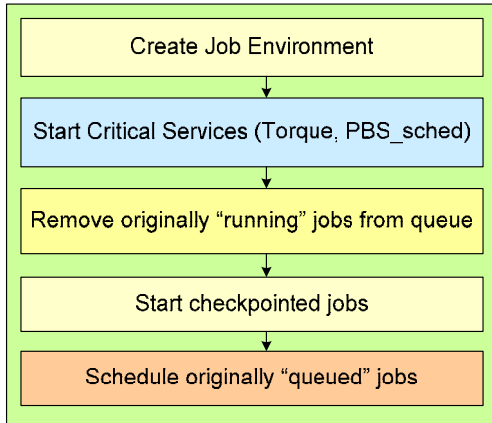 Create Job Environment
Start Critical Services (Torque, PBS_sched)
Remove originally “running” jobs from queue
Start checkpointed jobs
Schedule originally “queued” jobs